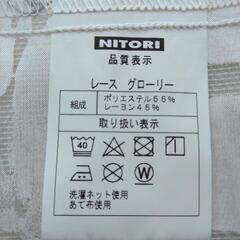 NITORI
品質表示
レース グローリー
組成
ポリエステル55%
レーヨン45%
取り扱い表示
40
W
洗濯ネット使用
あて布使用